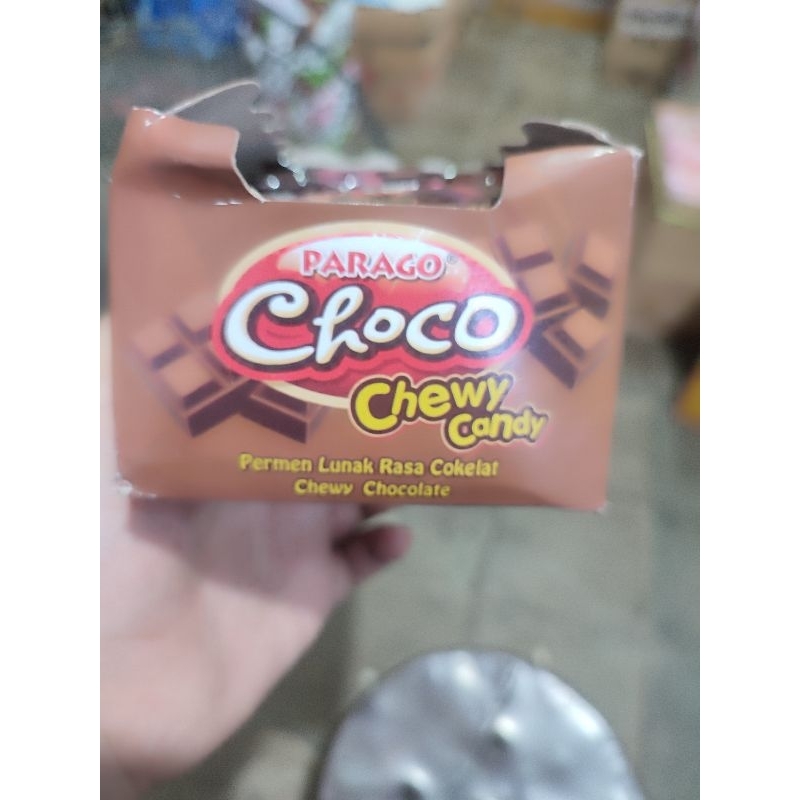 PARAGO®
Choco
Chewy
Candy
Permen Lunak Rasa Cokelat
Chewy Chocolate